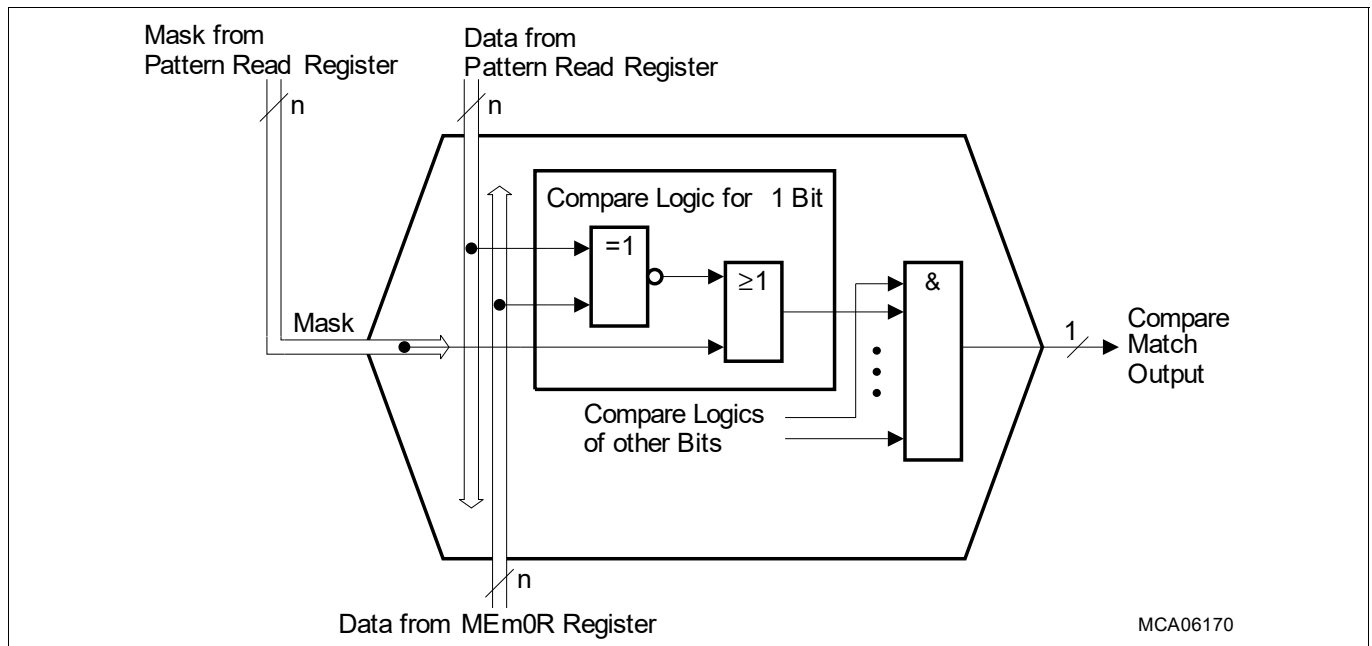 Mask from
Pattern Read Register
Data from
Pattern Read Register
n
n
Compare Logic for 1 Bit
=1
≥1
&
Mask
1
Compare
Match
Output
Compare Logics
of other Bits
n
Data from MEm0R Register
MCA06170